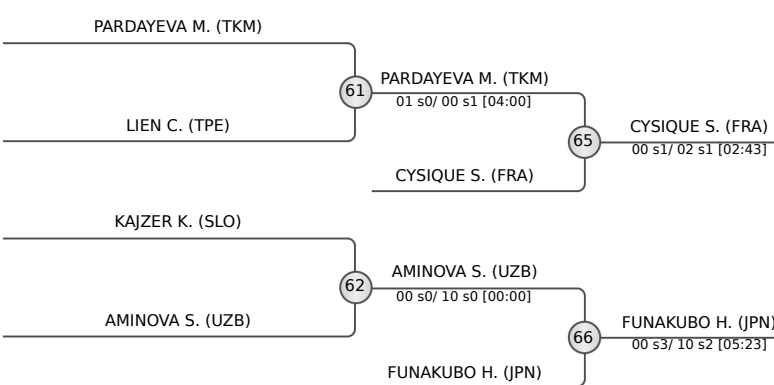 PARDAYEVA M. (TKM)
61
PARDAYEVA M. (TKM)
01 s0/ 00 s1 [04:00]
LIEN C. (TPE)
65
CYSIQUE S. (FRA)
00 s1/ 02 s1 [02:43]
CYSIQUE S. (FRA)
KAJZER K. (SLO)
62
AMINOVA S. (UZB)
00 s0/ 10 s0 [00:00]
AMINOVA S. (UZB)
66
FUNAKUBO H. (JPN)
00 s3/ 10 s2 [05:23]
FUNAKUBO H. (JPN)